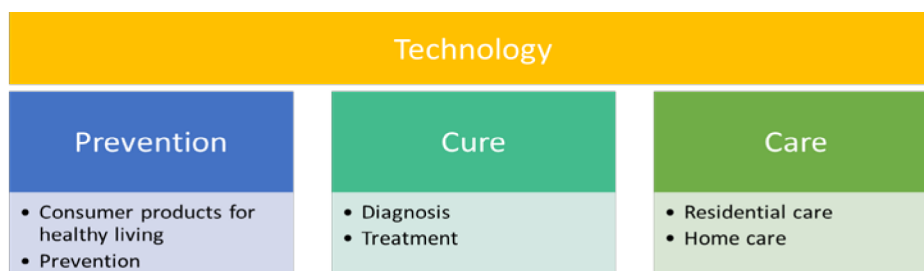 Technology
Prevention
• Consumer products for
healthy living
• Prevention
Cure
• Diagnosis
• Treatment
Care
• Residential care
• Home care